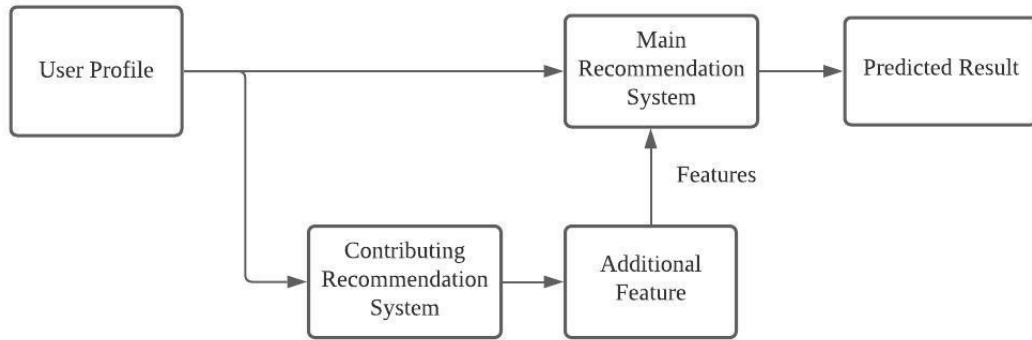 User Profile
Main
Recommendation
System
Predicted Result
Features
Contributing
Recommendation
System
Additional
Feature